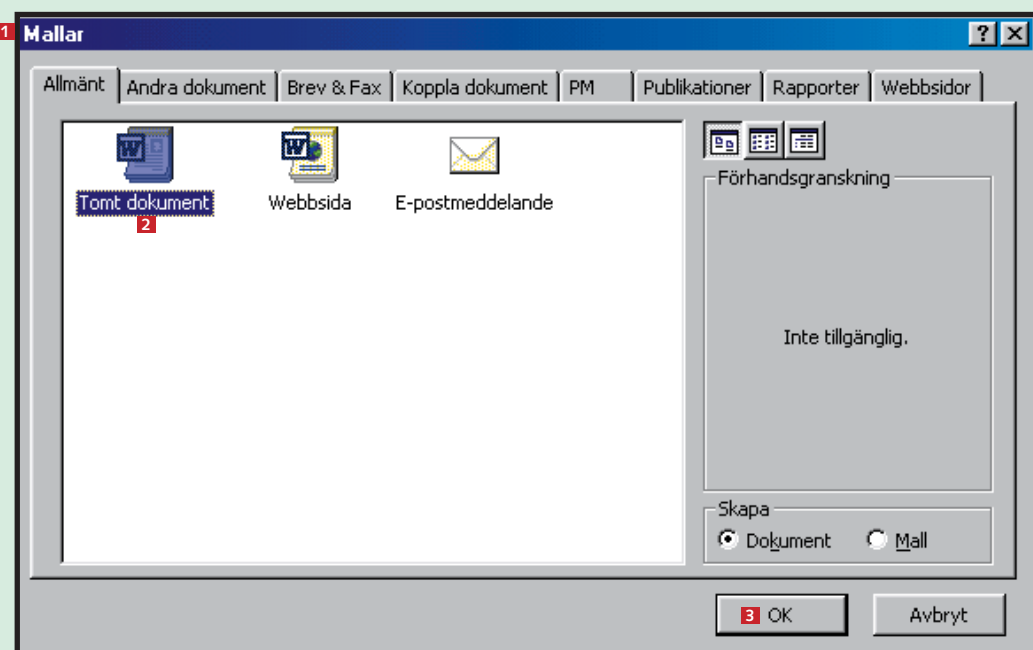 1 Mallar
Allmänt Andra dokument Brev & Fax Koppla dokument PM Publikationer Rapporter Webbsidor
Tomt dokument Webbsida E-postmeddelande
2
Förhandsgranskning
Inte tillgänglig.
Skapa
Dokument Mall
3 OK Avbryt